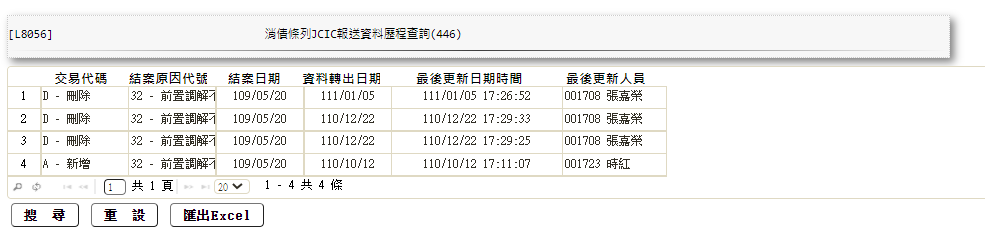 [L8056] 消債條例JCIC報送資料歷程查詢(446)
交易代碼 結案原因代號 結案日期 資料轉出日期 最後更新日期時間 最後更新人員
1 D - 刪除 32 - 前置調解不 109/05/20 111/01/05 111/01/05 17:26:52 001708 張嘉榮
2 D - 刪除 32 - 前置調解不 109/05/20 110/12/22 110/12/22 17:29:33 001708 張嘉榮
3 D - 刪除 32 - 前置調解不 109/05/20 110/12/22 110/12/22 17:29:25 001708 張嘉榮
4 A - 新增 32 - 前置調解不 109/05/20 110/10/12 110/10/12 17:11:07 001723 時紅
1 共 1 頁 20 1 - 4 共 4 條
搜 尋 重 設 匯出Excel